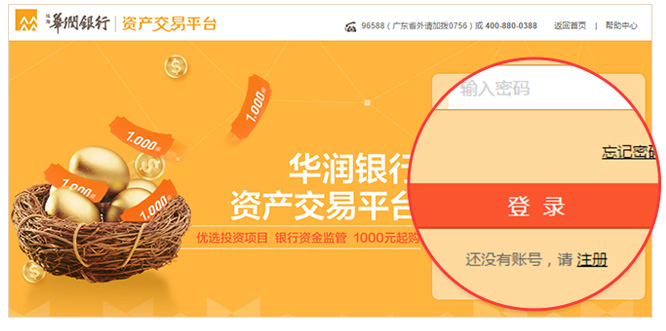 珠海 华润银行 | 资产交易平台
96588（广东省外请加拨0756）或 400-880-0388 返回首页 | 帮助中心
1,000元
1,000元
1,000元
1,000元
华润银行
资产交易平台
优选投资项目 银行资金监管 1000元起购
输入密码
忘记密码
登 录
还没有账号，请 注册